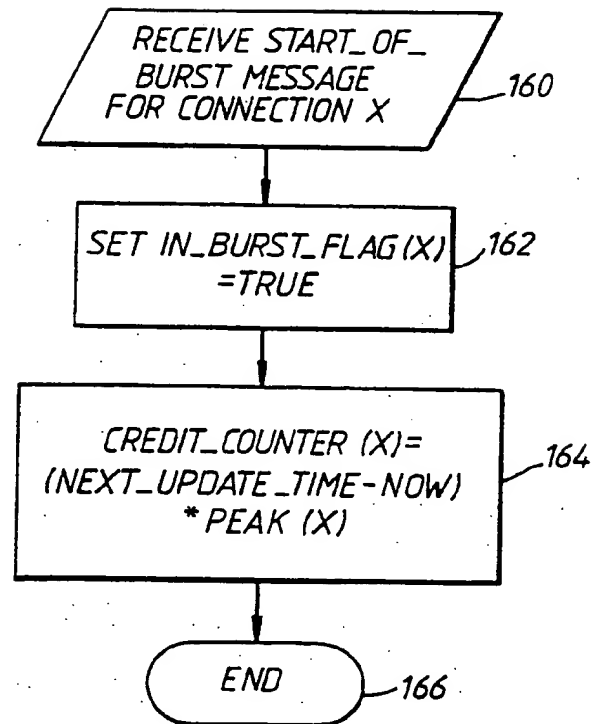 RECEIVE START_OF_
BURST MESSAGE
FOR CONNECTION X
160
SET IN_BURST_FLAG (X)
=TRUE
162
CREDIT_COUNTER (X)=
(NEXT_UPDATE_TIME-NOW)
* PEAK (X)
164
END
166